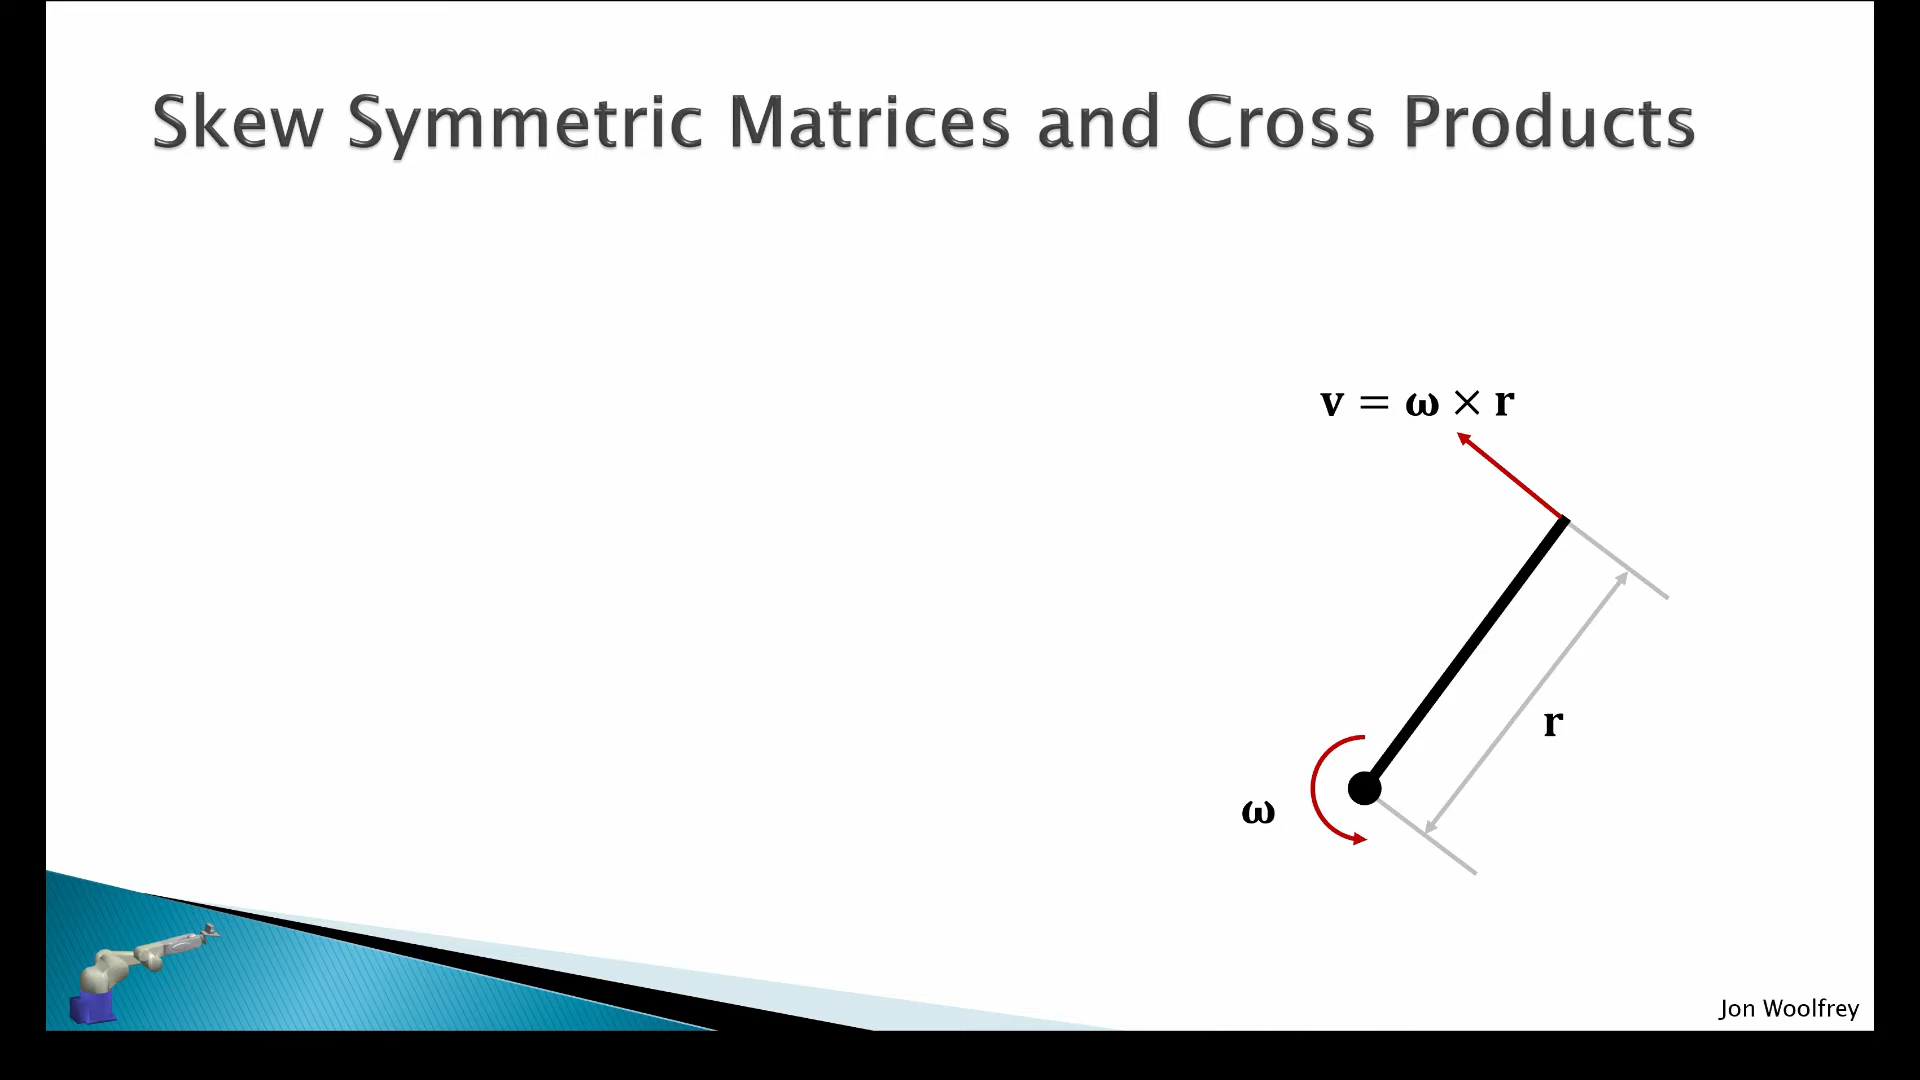 Skew Symmetric Matrices and Cross Products
𝐯 = 𝛚 × 𝐫
𝐫
𝛚
Jon Woolfrey